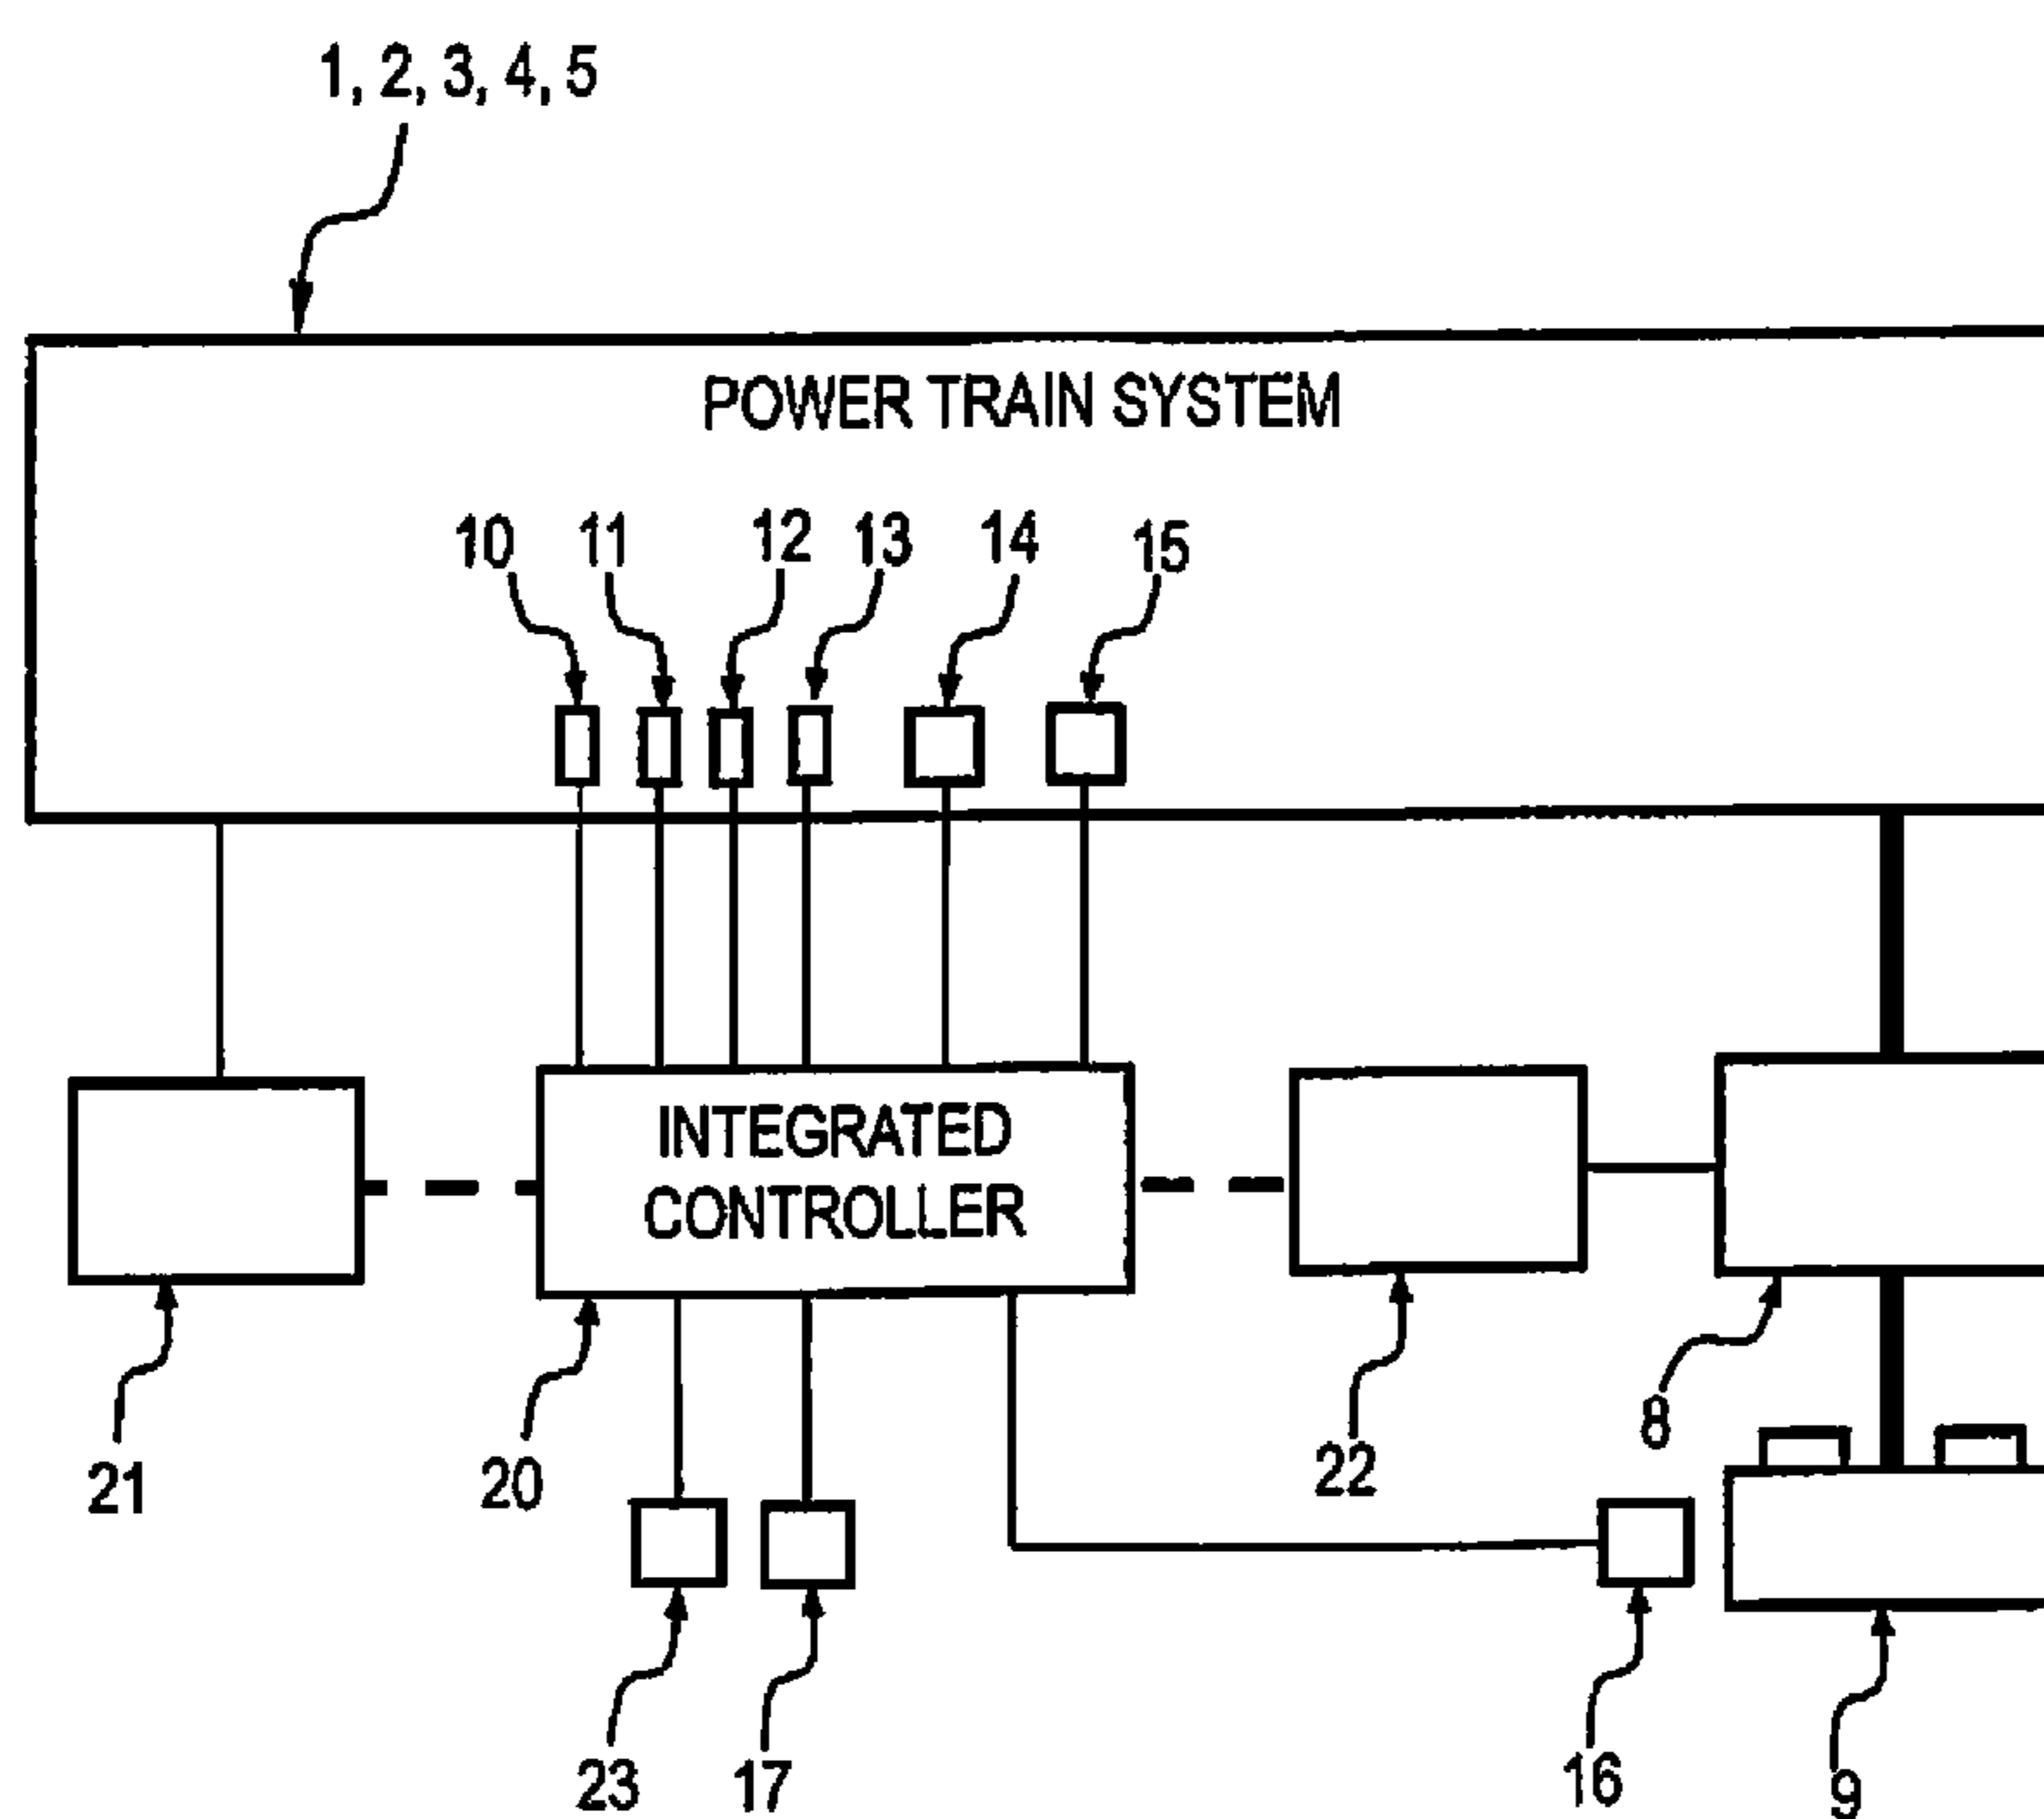 1, 2, 3, 4, 5
POWER TRAIN SYSTEM
10 11 12 13 14 15
INTEGRATED
CONTROLLER
21 20 22 8
23 17 16 9